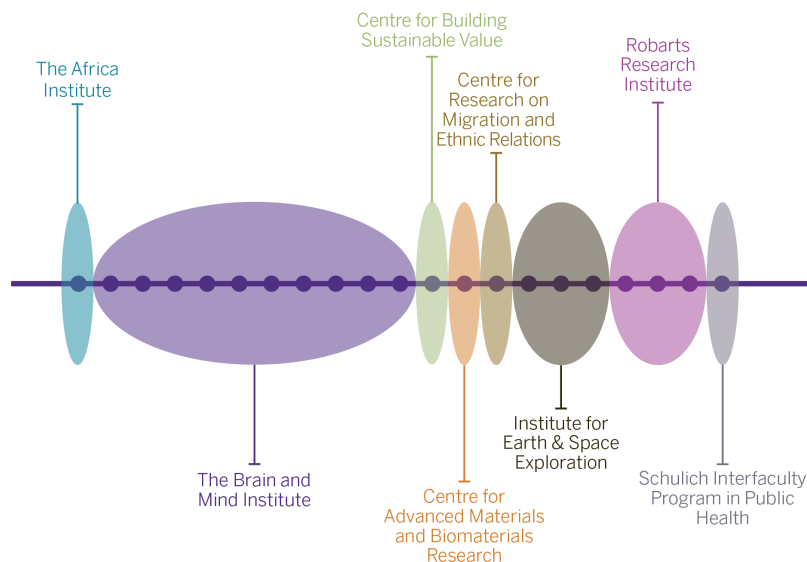 The Africa
Institute
Centre for Building
Sustainable Value
Centre for
Research on
Migration and
Ethnic Relations
Robarts
Research
Institute
The Brain and
Mind Institute
Centre for
Advanced Materials
and Biomaterials
Research
Institute for
Earth & Space
Exploration
Schulich Interfaculty
Program in Public
Health